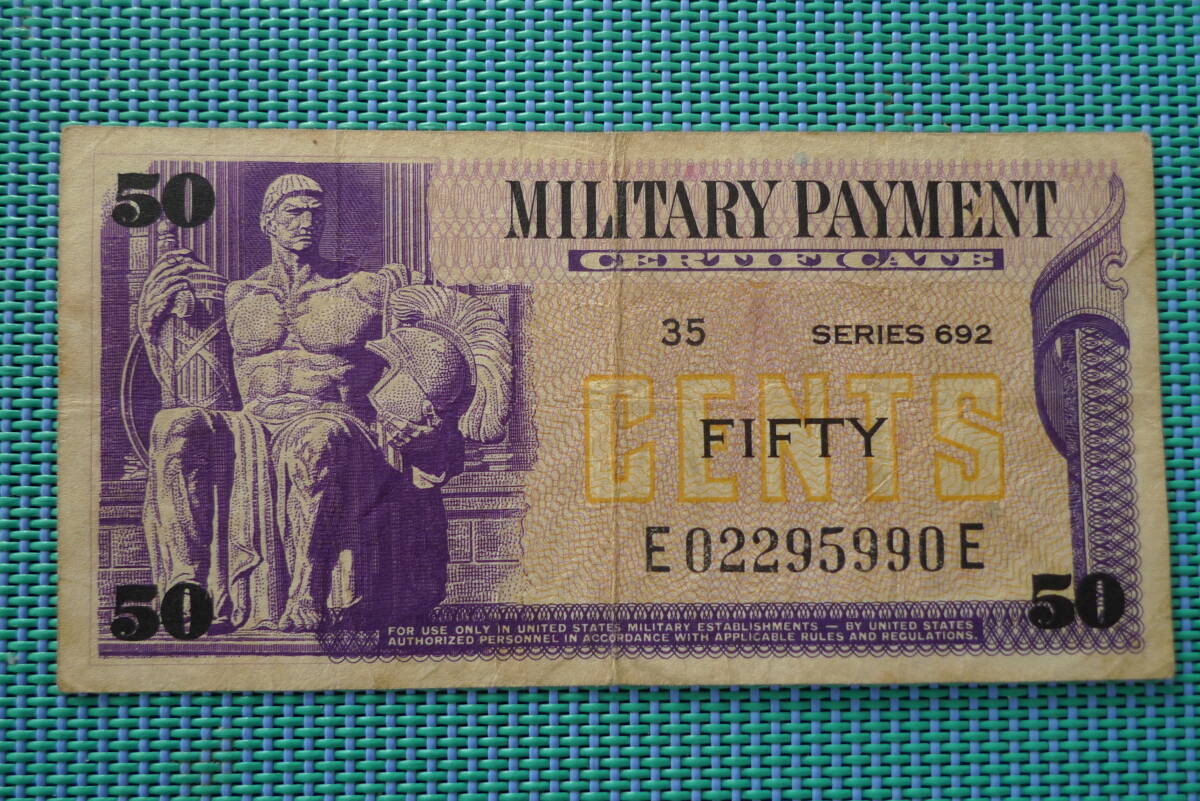 50
MILITARY PAYMENT
CERTIFICATE
35 SERIES 692
CENTS
FIFTY
E02295990E
50
50
FOR USE ONLY IN UNITED STATES MILITARY ESTABLISHMENTS — BY UNITED STATES
AUTHORIZED PERSONNEL IN ACCORDANCE WITH APPLICABLE RULES AND REGULATIONS.